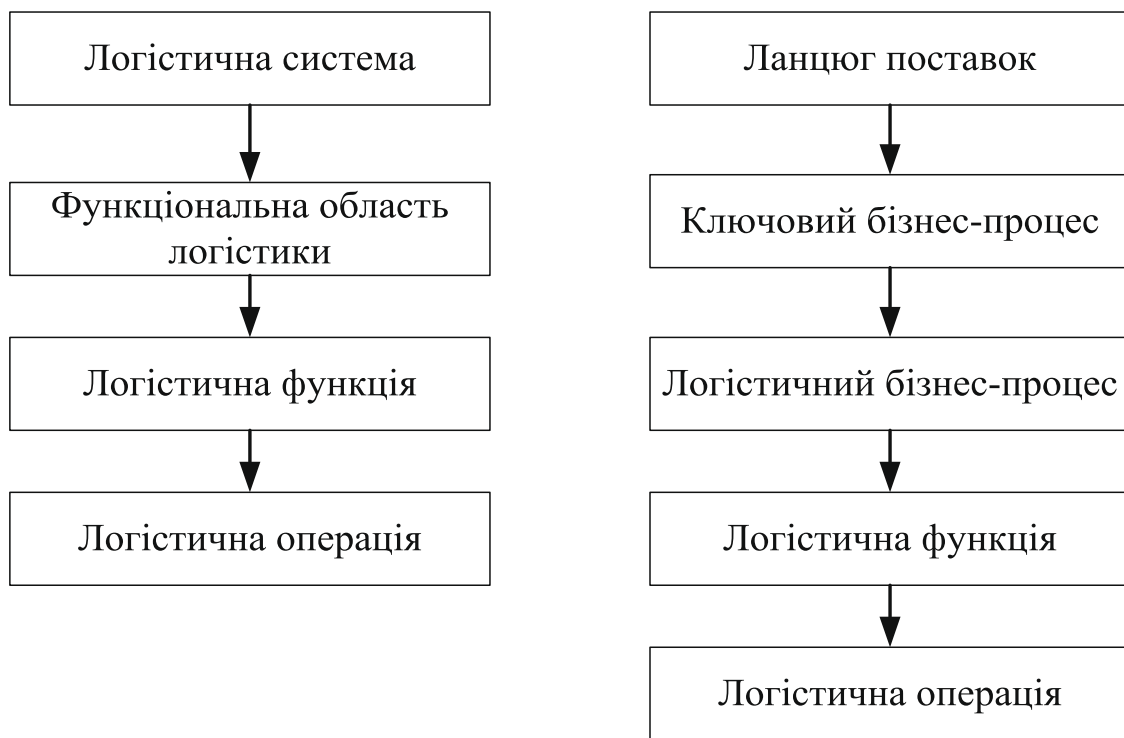 Логістична система
Функціональна область
логістики
Логістична функція
Логістична операція
Ланцюг поставок
Ключовий бізнес-процес
Логістичний бізнес-процес
Логістична функція
Логістична операція